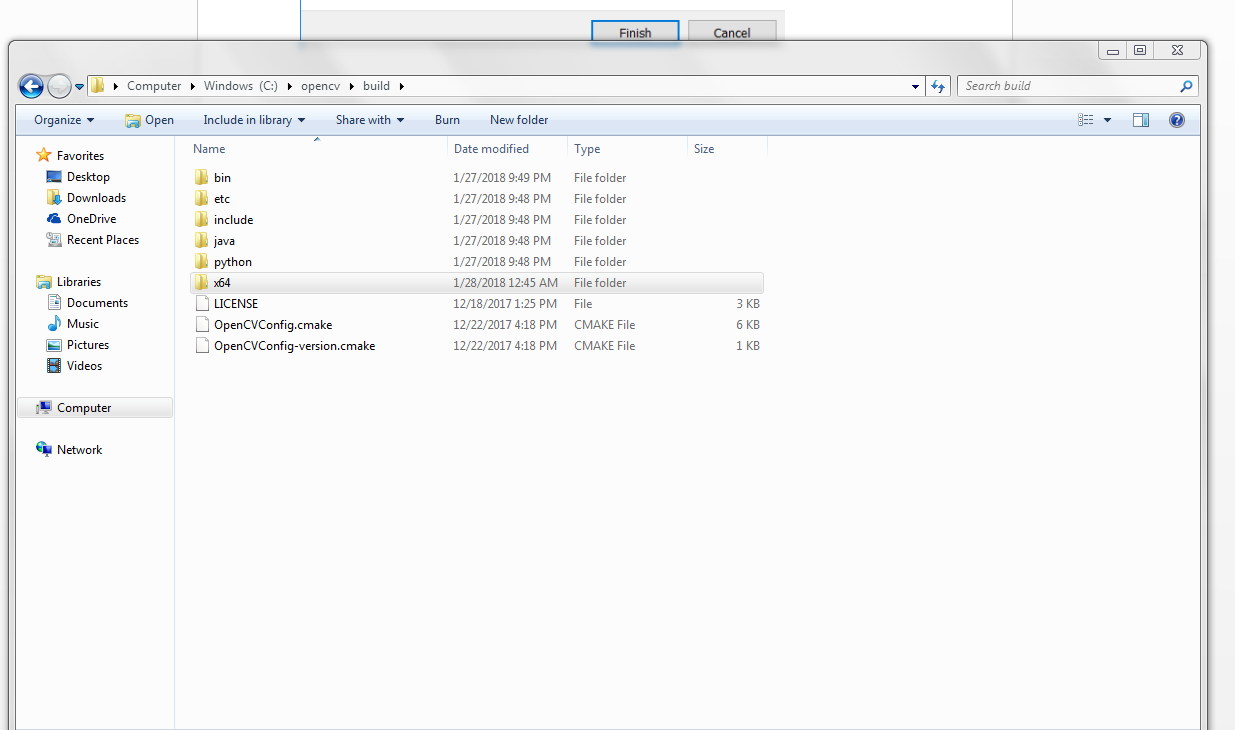 Finish Cancel
Computer Windows (C:) opencv build Search build
Organize Open Include in library Share with Burn New folder
Name Date modified Type Size
Favorites
Desktop
Downloads
OneDrive
Recent Places
Libraries
Documents
Music
Pictures
Videos
Computer
Network
bin 1/27/2018 9:49 PM File folder
etc 1/27/2018 9:48 PM File folder
include 1/27/2018 9:48 PM File folder
java 1/27/2018 9:48 PM File folder
python 1/27/2018 9:48 PM File folder
x64 1/28/2018 12:45 AM File folder
LICENSE 12/18/2017 1:25 PM File 3 KB
OpenCVConfig.cmake 12/22/2017 4:18 PM CMAKE File 6 KB
OpenCVConfig-version.cmake 12/22/2017 4:18 PM CMAKE File 1 KB